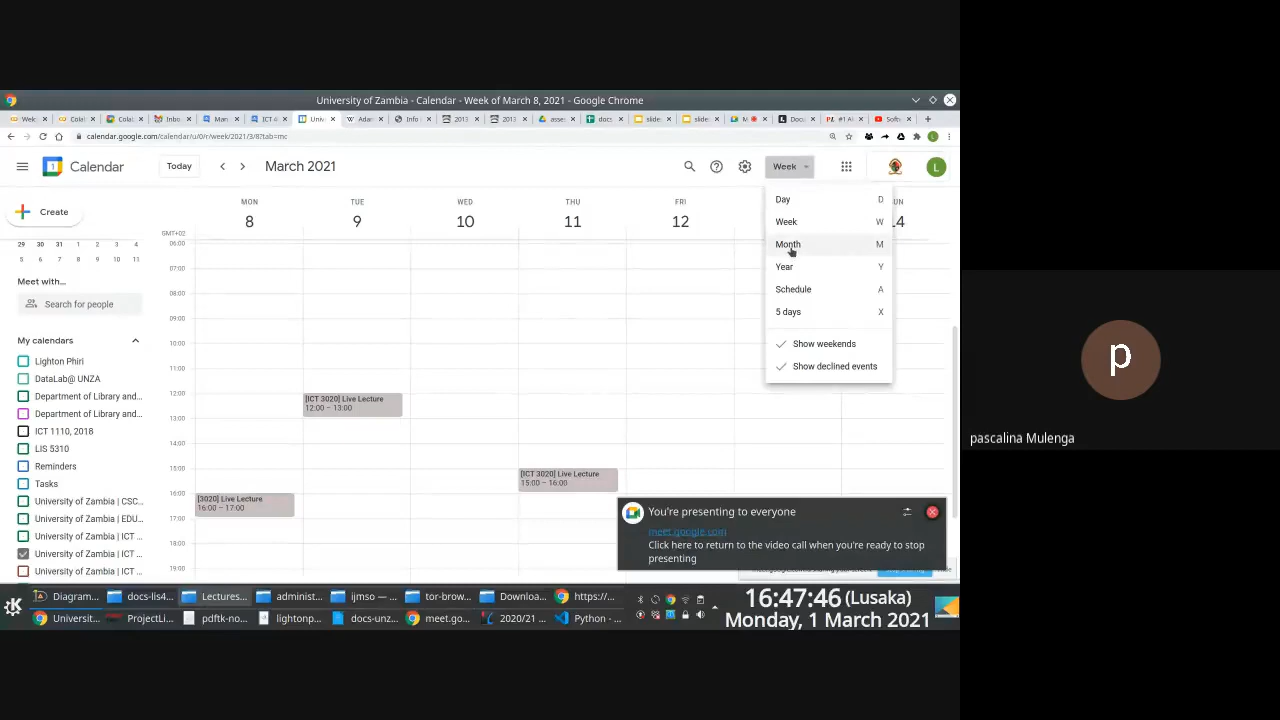 University of Zambia - Calendar - Week of March 8, 2021 - Google Chrome
calendar.google.com/calendar/u/0/r/week/2021/3/8?tab=mc
Calendar
Today
March 2021
Week
Create
MON TUE WED THU FRI SUN
8 9 10 11 12 14
GMT+02
29 30 31 1 2 3 4
5 6 7 8 9 10 11
Meet with...
Search for people
My calendars
Lighton Phiri
DataLab@ UNZA
Department of Library and...
Department of Library and...
ICT 1110, 2018
LIS 5310
Reminders
Tasks
University of Zambia | CSC...
University of Zambia | EDU...
University of Zambia | ICT ...
University of Zambia | ICT ...
University of Zambia | ICT ...
06:00
07:00
08:00
09:00
10:00
11:00
12:00
13:00
14:00
15:00
16:00
17:00
18:00
19:00
[ICT 3020] Live Lecture
12:00 – 13:00
[ICT 3020] Live Lecture
15:00 – 16:00
[3020] Live Lecture
16:00 – 17:00
Day D
Week W
Month M
Year Y
Schedule A
5 days X
Show weekends
Show declined events
You're presenting to everyone
meet.google.com
Click here to return to the video call when you're ready to stop
presenting
Diagram... docs-lis4... Lectures... administ... ijmso — ... tor-brow... Downloa... https://...
Universit... ProjectLi... pdftk-no... lightonp... docs-unz... meet.go... 2020/21 ... Python - ...
16:47:46 (Lusaka)
Monday, 1 March 2021
p
pascalina Mulenga
L